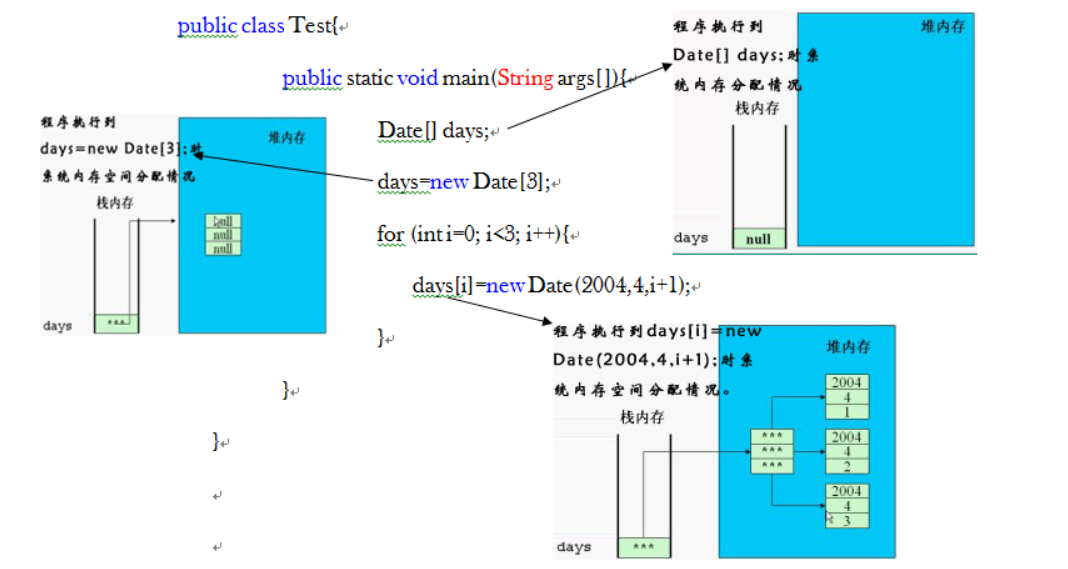 public class Test{
public static void main(String args[]){
Date[] days;
days=new Date[3];
for (int i=0; i<3; i++){
days[i]=new Date(2004,4,i+1);
}
}
}
程序执行到
Date[] days;时系
统内存分配情况
堆内存
栈内存
days
null
程序执行到
days=new Date[3];时
系统内存空间分配情况
堆内存
栈内存
null
null
null
days
***
程序执行到days[i]=new
Date(2004,4,i+1);时系
统内存空间分配情况。
堆内存
栈内存
2004
4
1
***
***
***
2004
4
2
2004
4
3
days
***